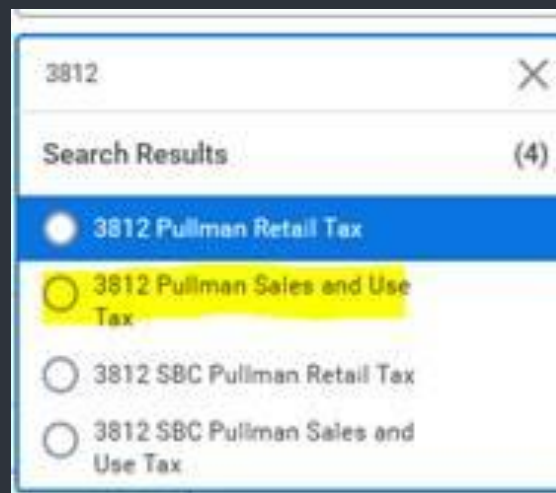 3812
Search Results (4)
3812 Pullman Retail Tax
3812 Pullman Sales and Use
Tax
3812 SBC Pullman Retail Tax
3812 SBC Pullman Sales and
Use Tax